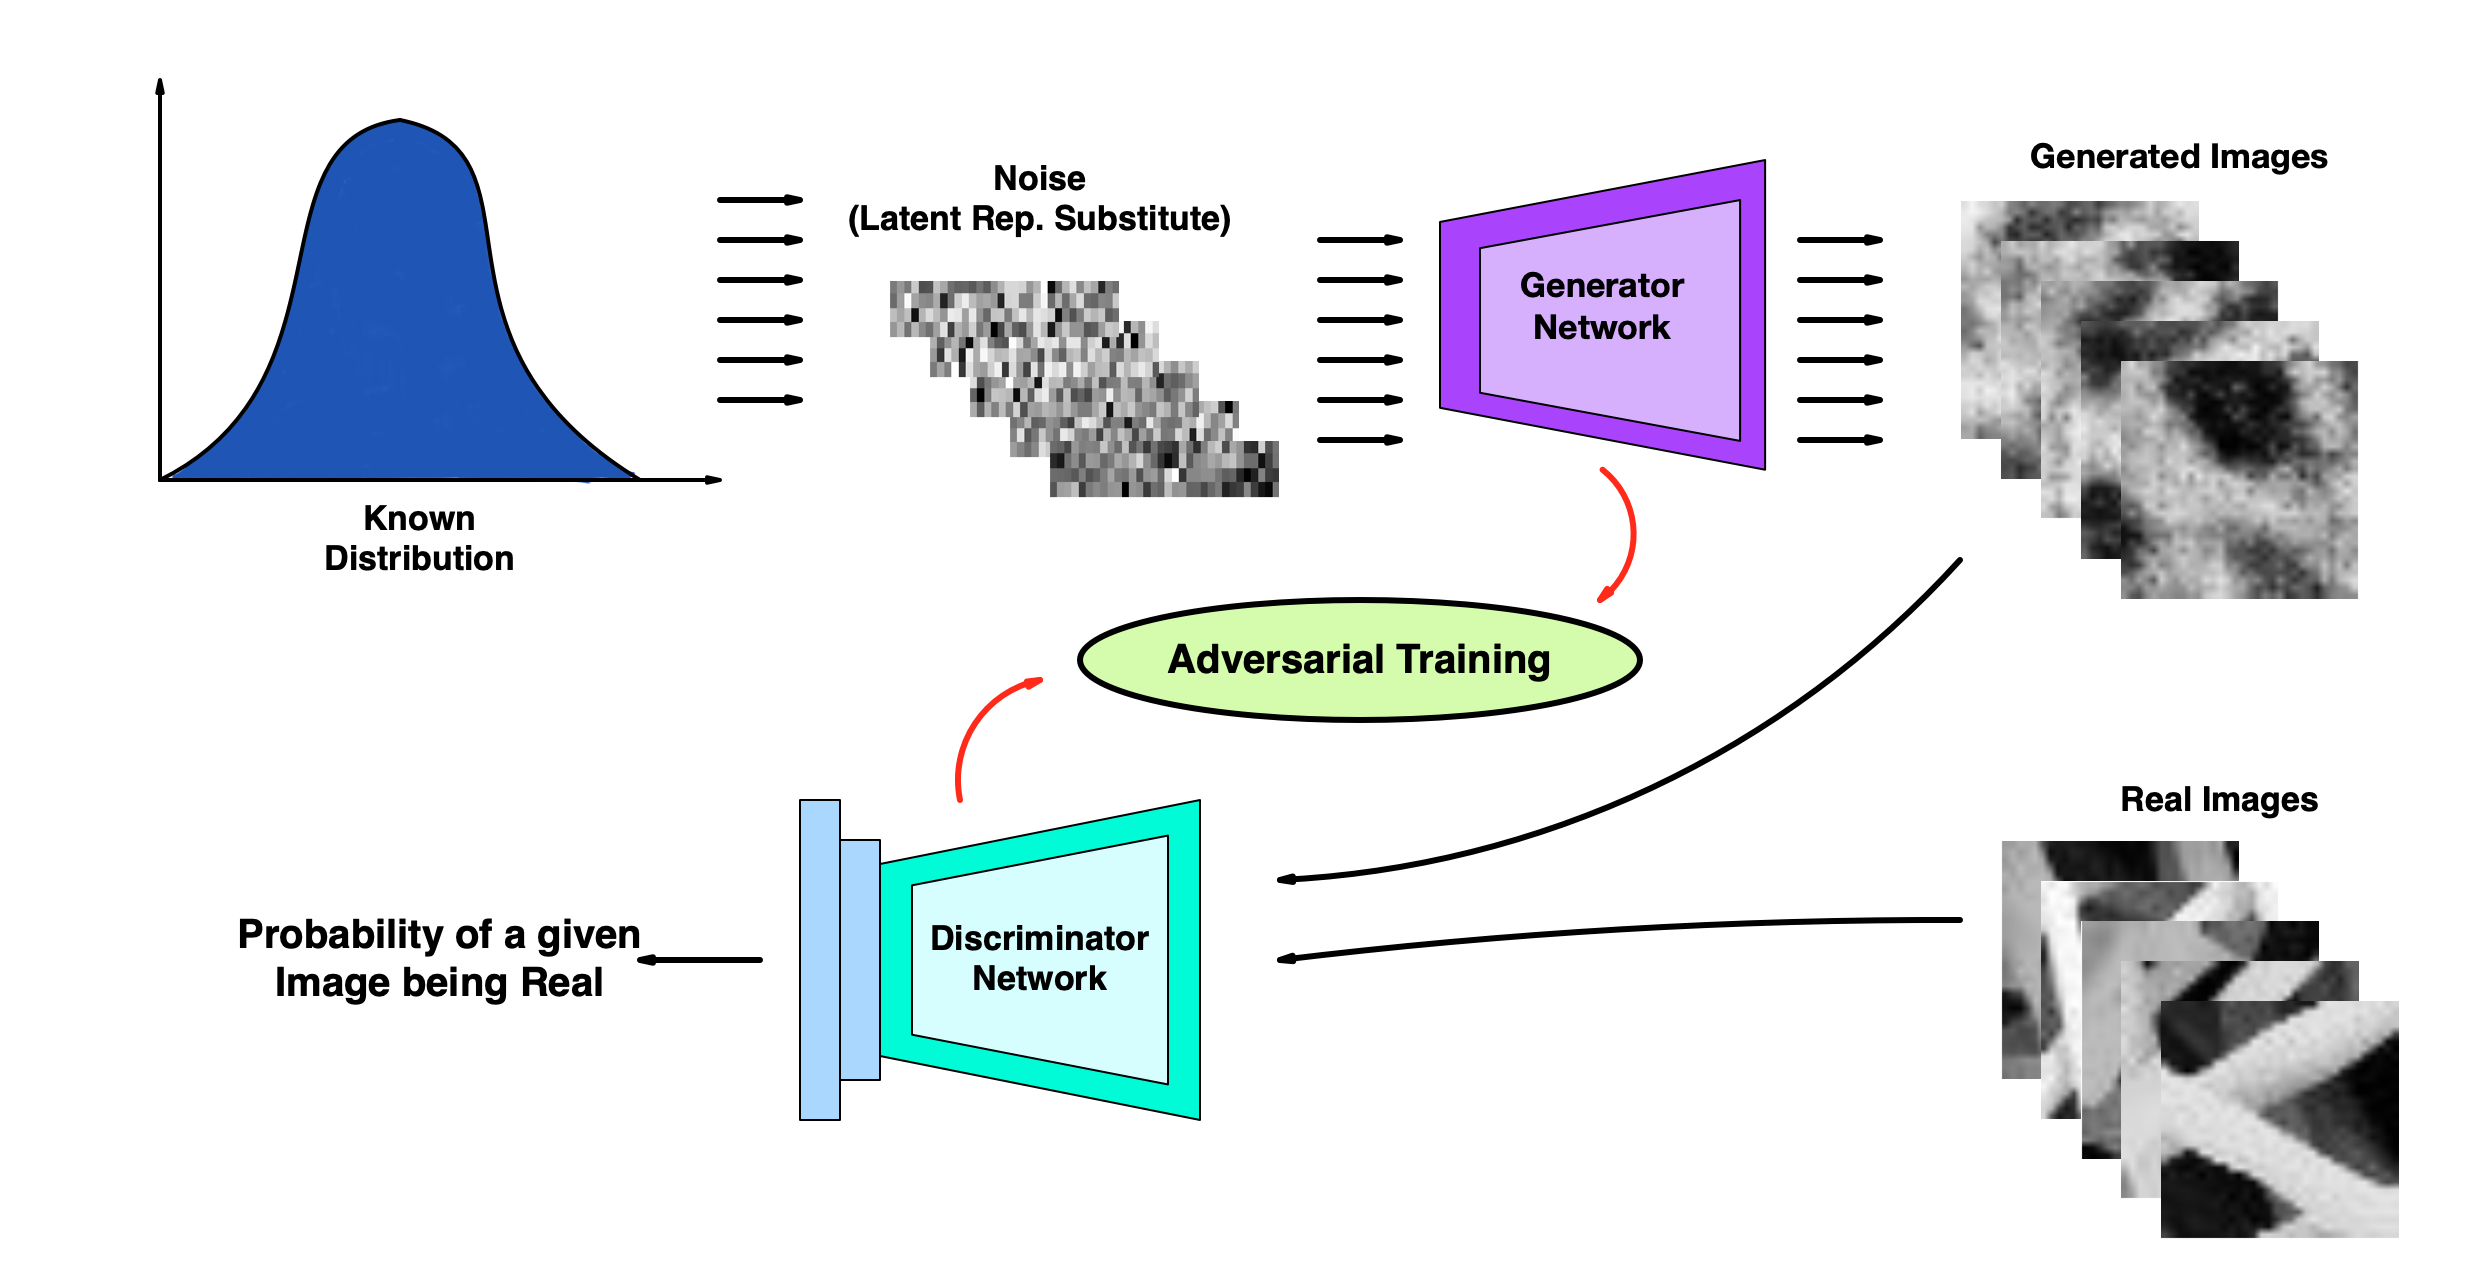 Known
Distribution
Noise
(Latent Rep. Substitute)
Generator
Network
Generated Images
Adversarial Training
Real Images
Discriminator
Network
Probability of a given
Image being Real